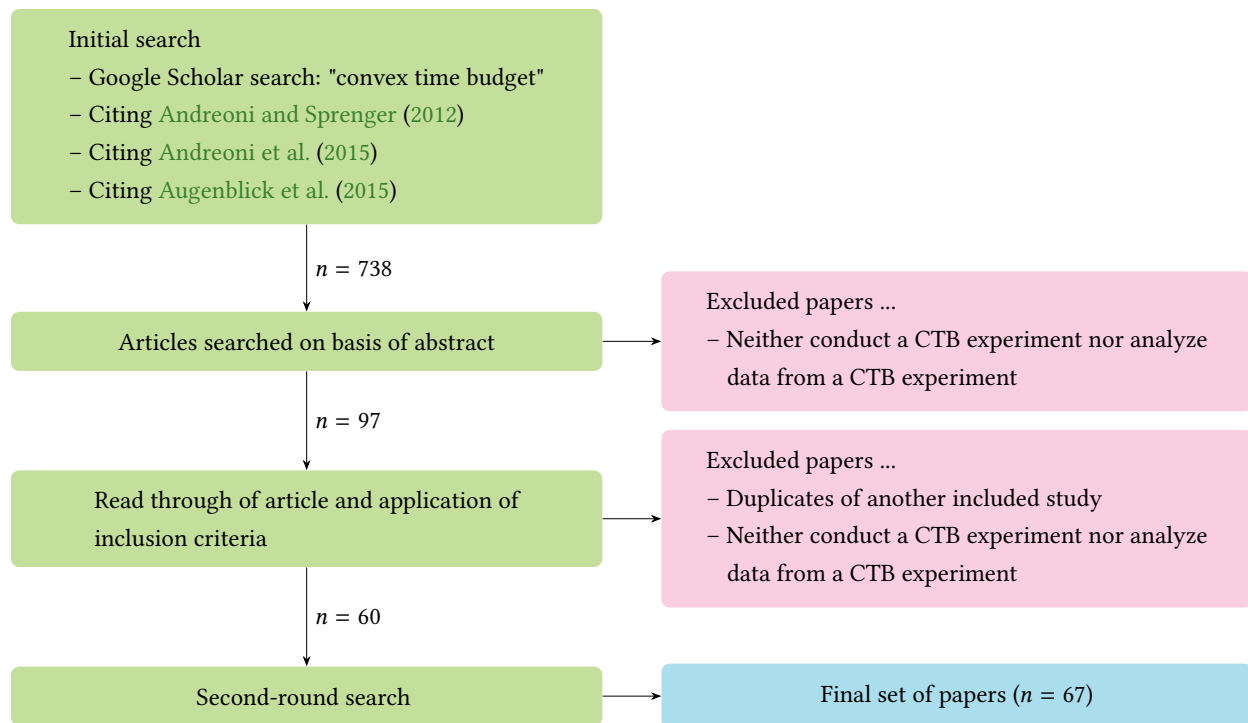 Initial search
– Google Scholar search: "convex time budget"
– Citing Andreoni and Sprenger (2012)
– Citing Andreoni et al. (2015)
– Citing Augenblick et al. (2015)
n = 738
Articles searched on basis of abstract
Excluded papers ...
– Neither conduct a CTB experiment nor analyze
data from a CTB experiment
n = 97
Read through of article and application of
inclusion criteria
Excluded papers ...
– Duplicates of another included study
– Neither conduct a CTB experiment nor analyze
data from a CTB experiment
n = 60
Second-round search
Final set of papers (n = 67)